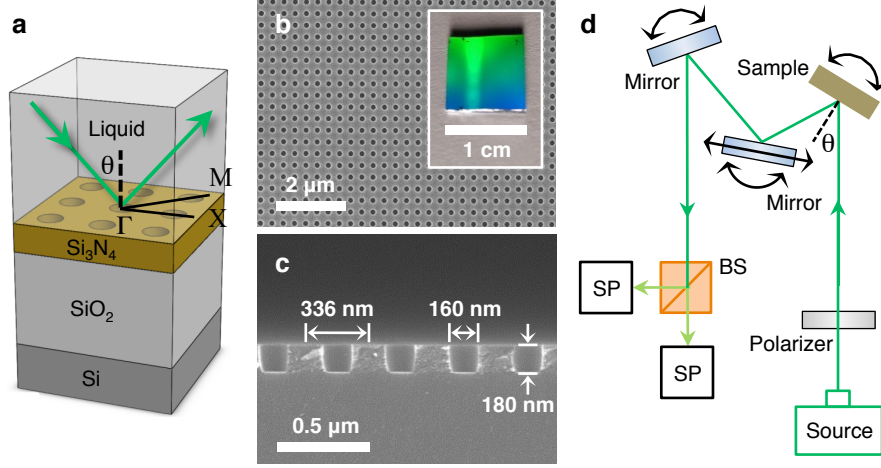 a
Liquid
θ
M
Γ
X
Si₃N₄
SiO₂
Si
b
1 cm
2 μm
c
336 nm
160 nm
180 nm
0.5 μm
d
Mirror
Sample
θ
Mirror
BS
SP
SP
Polarizer
Source